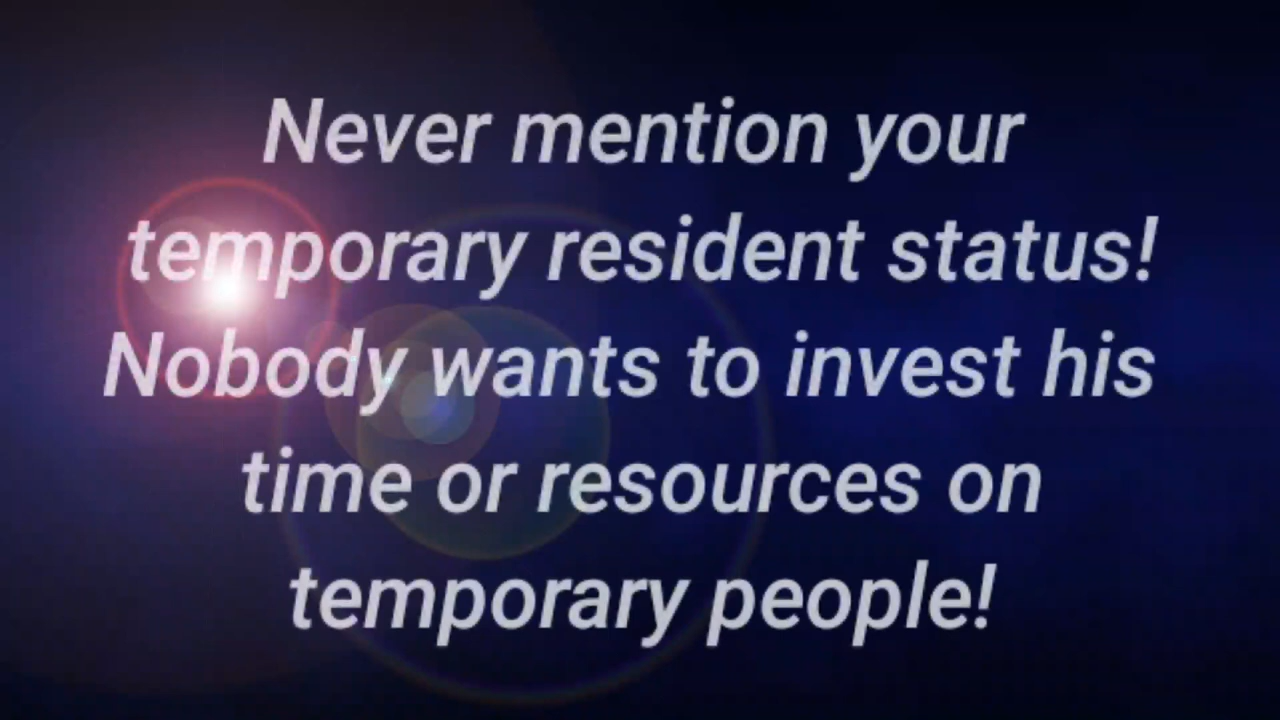 Never mention your
temporary resident status!
Nobody wants to invest his
time or resources on
temporary people!